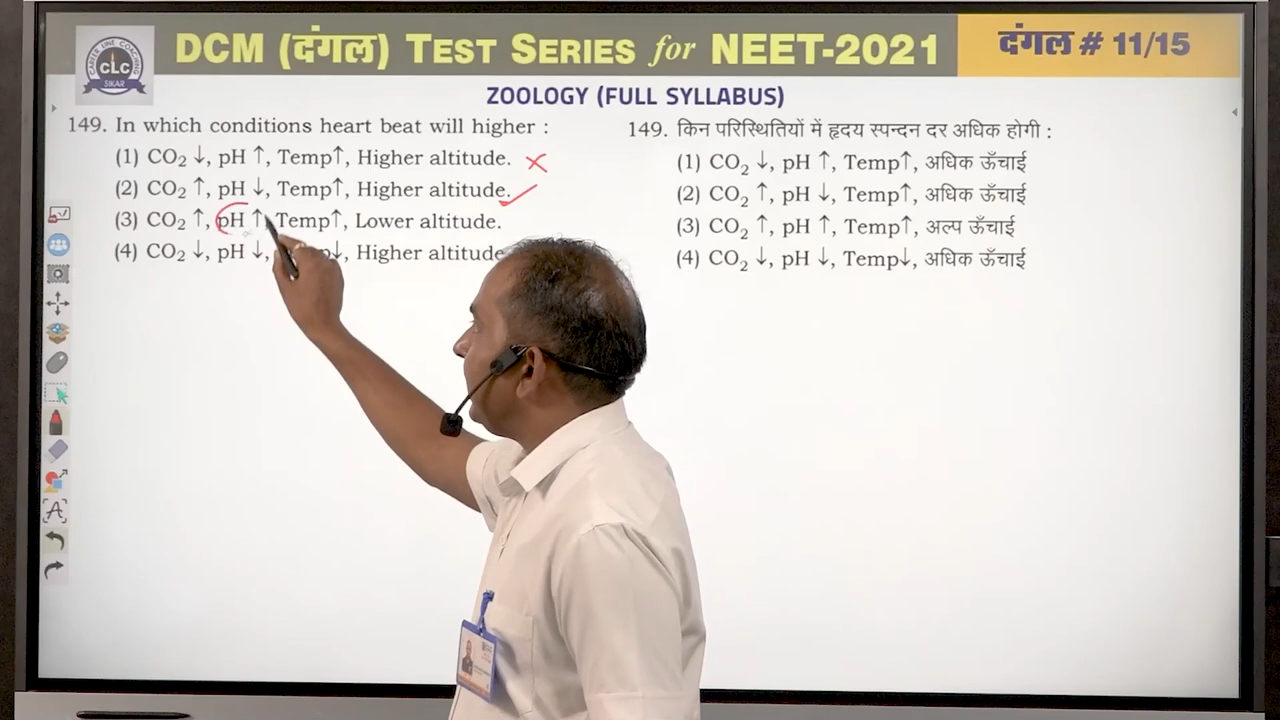 CAREER LINE COACHING
CLC
SIKAR
DCM (दंगल) TEST SERIES for NEET-2021
दंगल # 11/15
ZOOLOGY (FULL SYLLABUS)
149. In which conditions heart beat will higher :
(1) CO₂ ↓, pH ↑, Temp↑, Higher altitude.
(2) CO₂ ↑, pH ↓, Temp↑, Higher altitude.
(3) CO₂ ↑, pH ↑, Temp↑, Lower altitude.
(4) CO₂ ↓, pH ↓, p↓, Higher altitude
149. किन परिस्थितियों में हृदय स्पन्दन दर अधिक होगी :
(1) CO₂ ↓, pH ↑, Temp↑, अधिक ऊँचाई
(2) CO₂ ↑, pH ↓, Temp↑, अधिक ऊँचाई
(3) CO₂ ↑, pH ↑, Temp↑, अल्प ऊँचाई
(4) CO₂ ↓, pH ↓, Temp↓, अधिक ऊँचाई